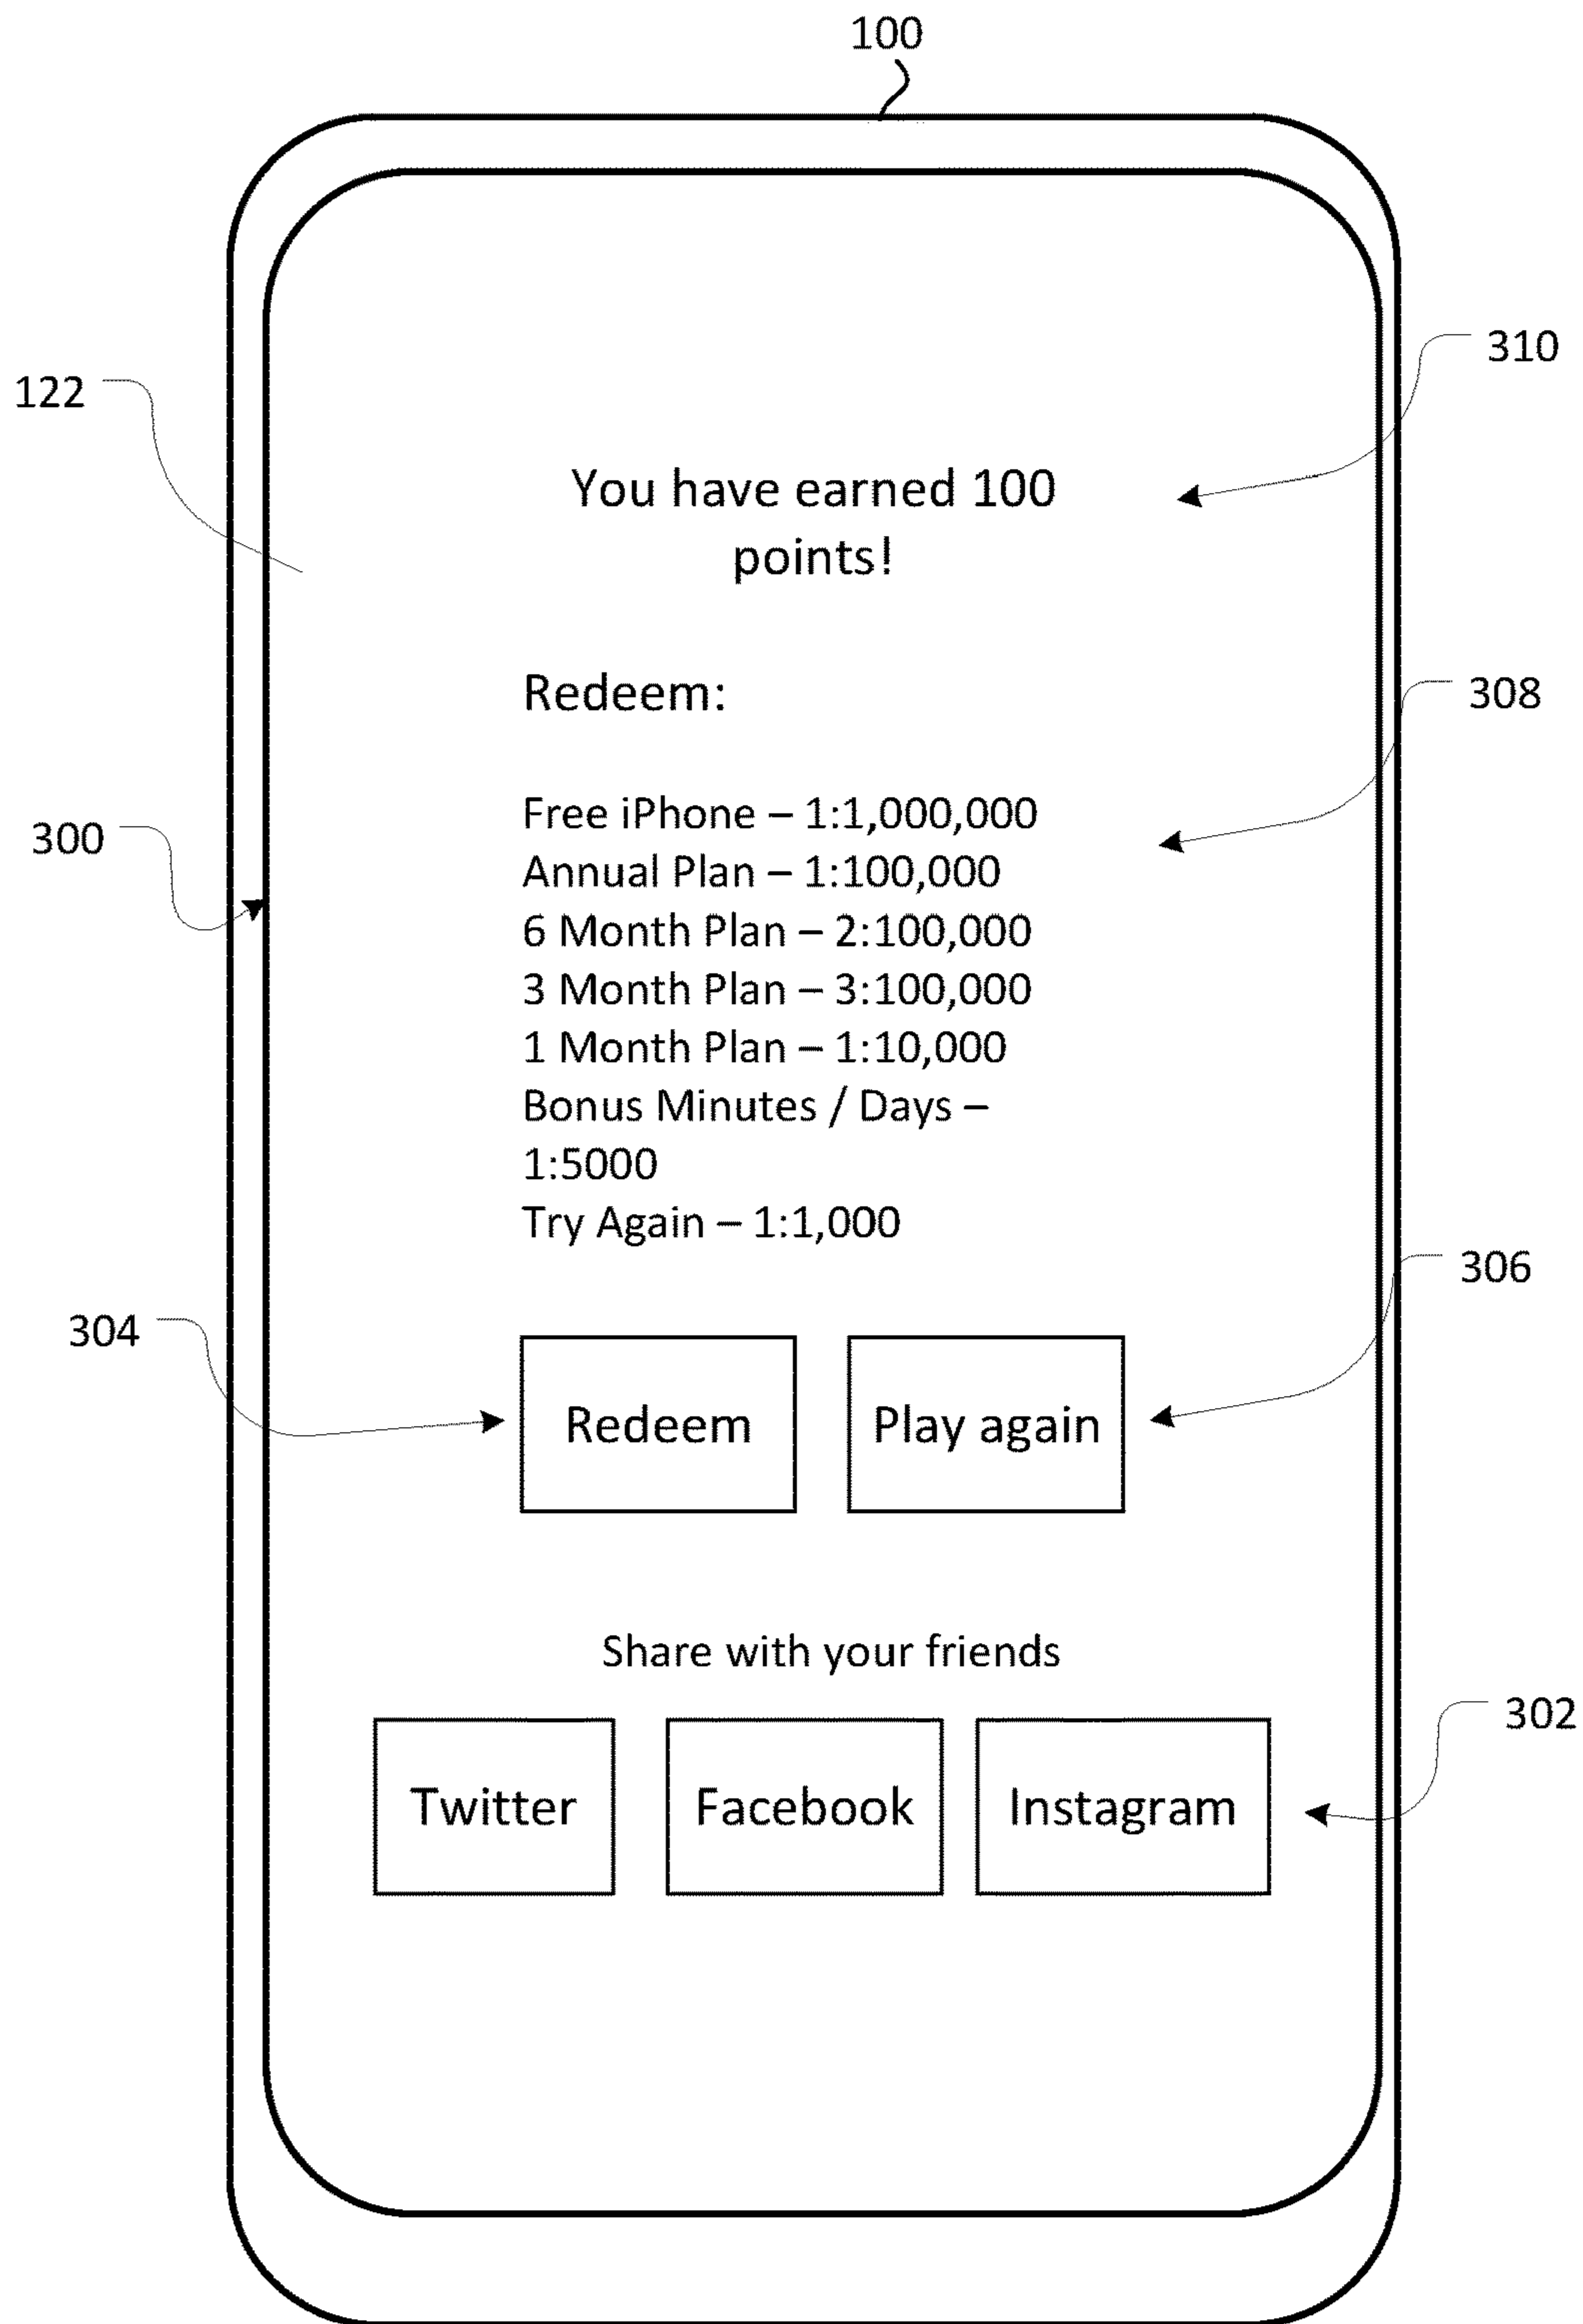 100
310
122
You have earned 100
points!
Redeem:
308
Free iPhone – 1:1,000,000
300
Annual Plan – 1:100,000
6 Month Plan – 2:100,000
3 Month Plan – 3:100,000
1 Month Plan – 1:10,000
Bonus Minutes / Days –
1:5000
Try Again – 1:1,000
306
304
Redeem
Play again
Share with your friends
302
Twitter
Facebook
Instagram